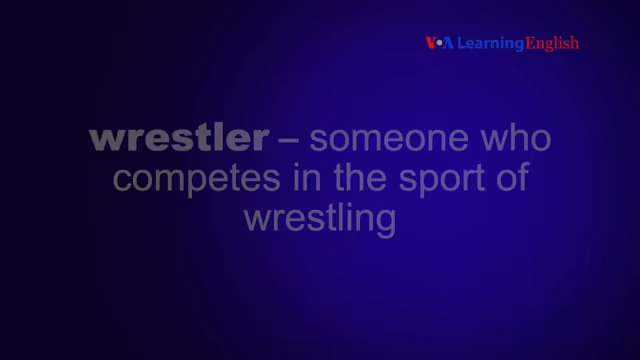 VOA Learning English
wrestler – someone who
competes in the sport of
wrestling